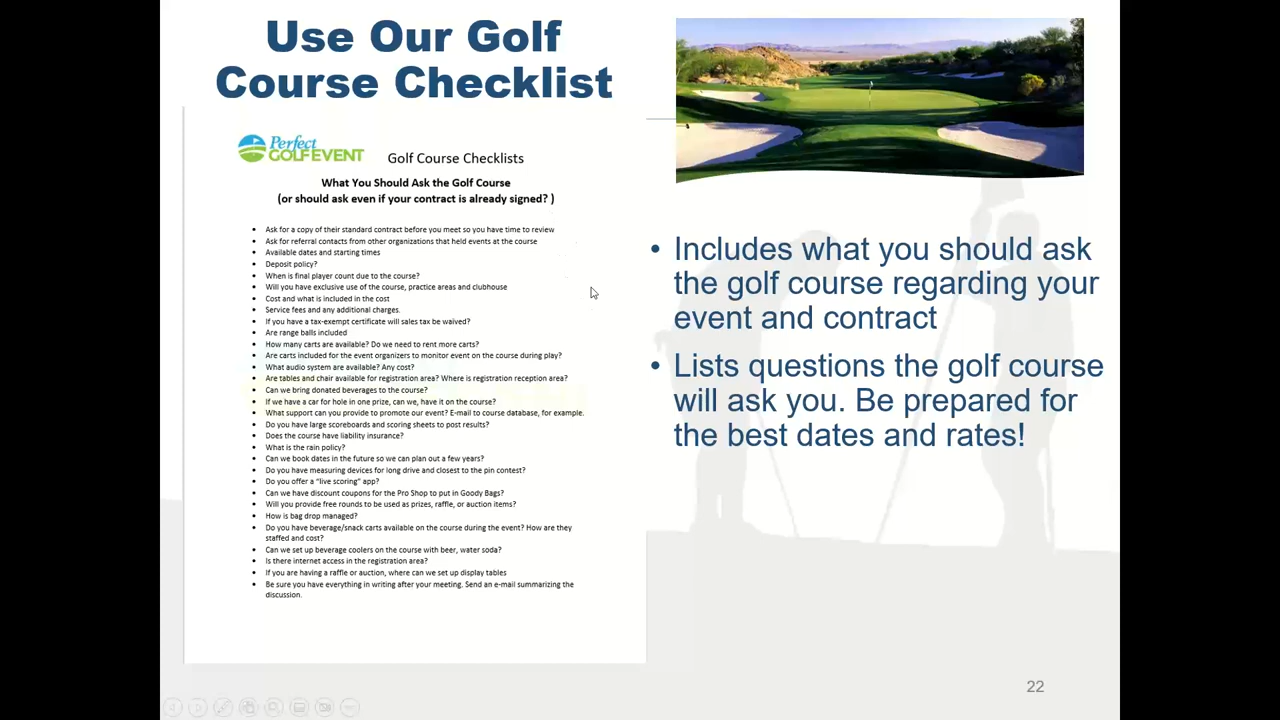 Use Our Golf
Course Checklist
Perfect
GOLFEVENT
Golf Course Checklists
What You Should Ask the Golf Course
(or should ask even if your contract is already signed? )
• Ask for a copy of their standard contract before you meet so you have time to review
• Ask for referral contacts from other organizations that held events at the course
• Available dates and starting times
• Deposit policy?
• When is final player count due to the course?
• Will you have exclusive use of the course, practice areas and clubhouse
• Cost and what is included in the cost
• Service fees and any additional charges.
• If you have a tax-exempt certificate will sales tax be waived?
• Are range balls included
• How many carts are available? Do we need to rent more carts?
• Are carts included for the event organizers to monitor event on the course during play?
• What audio system are available? Any cost?
• Are tables and chair available for registration area? Where is registration reception area?
• Can we bring donated beverages to the course?
• If we have a car for hole in one prize, can we, have it on the course?
• What support can you provide to promote our event? E-mail to course database, for example.
• Do you have large scoreboards and scoring sheets to post results?
• Does the course have liability insurance?
• What is the rain policy?
• Can we book dates in the future so we can plan out a few years?
• Do you have measuring devices for long drive and closest to the pin contest?
• Do you offer a “live scoring” app?
• Can we have discount coupons for the Pro Shop to put in Goody Bags?
• Will you provide free rounds to be used as prizes, raffle, or auction items?
• How is bag drop managed?
• Do you have beverage/snack carts available on the course during the event? How are they
staffed and cost?
• Can we set up beverage coolers on the course with beer, water soda?
• Is there internet access in the registration area?
• If you are having a raffle or auction, where can we set up display tables
• Be sure you have everything in writing after your meeting. Send an e-mail summarizing the
discussion.
• Includes what you should ask
the golf course regarding your
event and contract
• Lists questions the golf course
will ask you. Be prepared for
the best dates and rates!
22